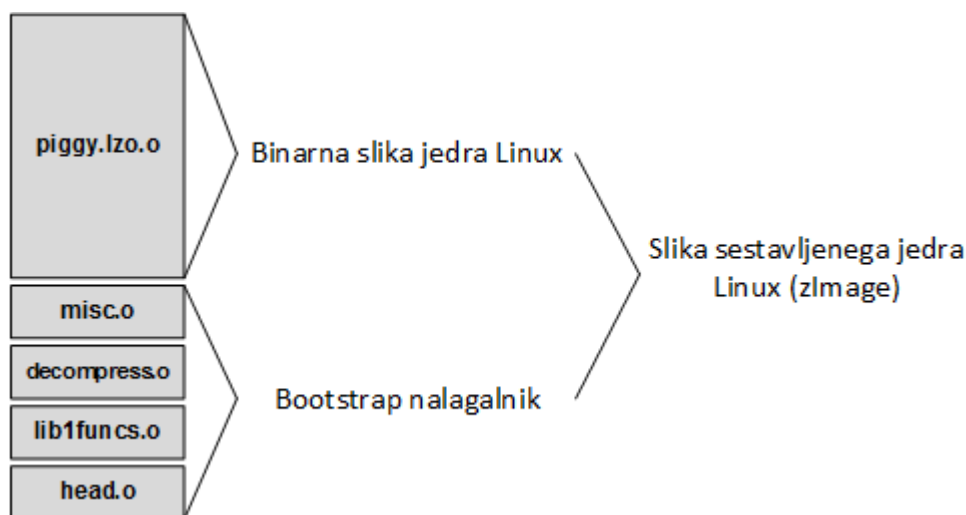 piggy.lzo.o
Binarna slika jedra Linux
Slika sestavljenega jedra
Linux (zImage)
misc.o
decompress.o
Bootstrap nalagalnik
lib1funcs.o
head.o